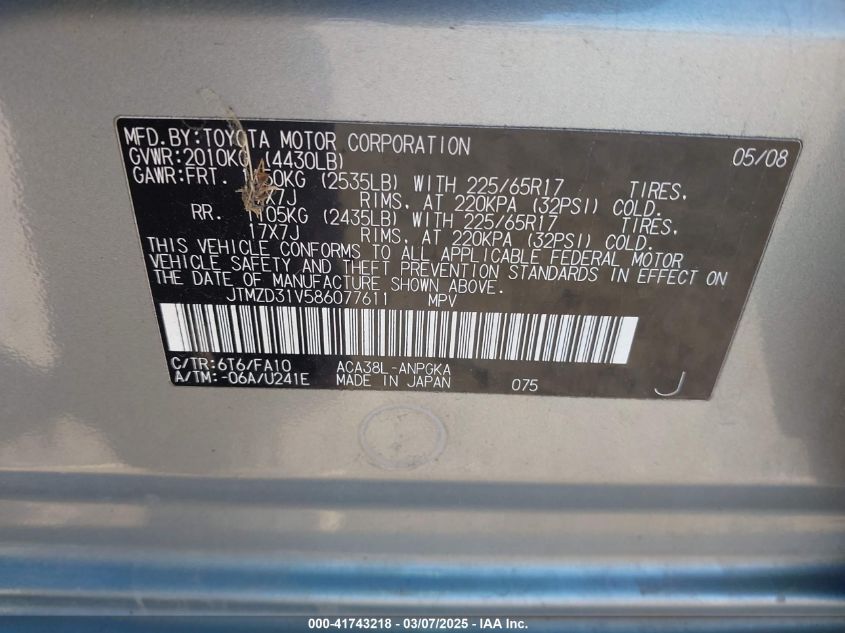 MFD.BY:TOYOTA MOTOR CORPORATION 05/08
GVWR:2010KG (4430LB)
GAWR:FRT. 50KG (2535LB) WITH 225/65R17 TIRES,
X7J RIMS, AT 220KPA (32PSI) COLD.
RR. 1105KG (2435LB) WITH 225/65R17 TIRES,
17X7J RIMS, AT 220KPA (32PSI) COLD.
THIS VEHICLE CONFORMS TO ALL APPLICABLE FEDERAL MOTOR
VEHICLE SAFETY AND THEFT PREVENTION STANDARDS IN EFFECT ON
THE DATE OF MANUFACTURE SHOWN ABOVE.
JTMZD31V586077611 MPV
C/TR:6T6/FA10 ACA38L-ANPGKA
A/TM:-06A/U241E MADE IN JAPAN 075 J
000-41743218 - 03/07/2025 - IAA Inc.